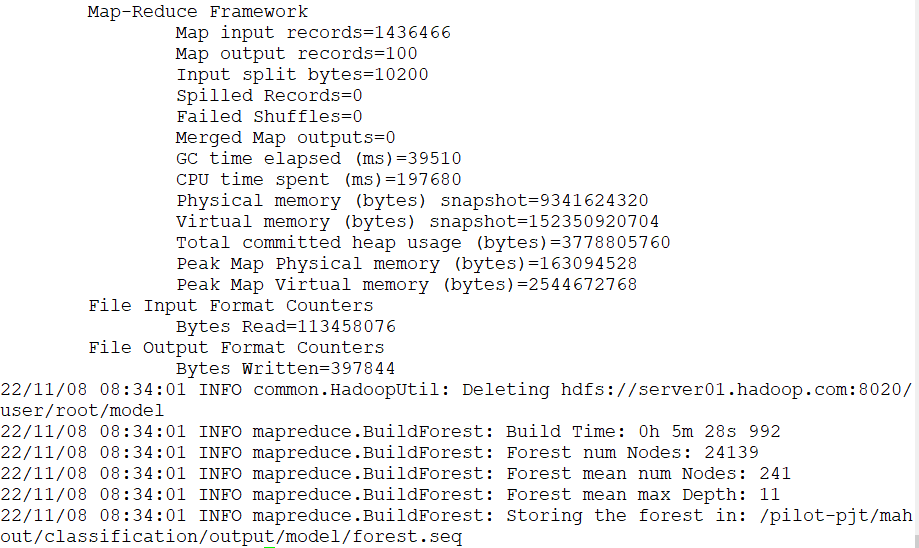 Map-Reduce Framework
Map input records=1436466
Map output records=100
Input split bytes=10200
Spilled Records=0
Failed Shuffles=0
Merged Map outputs=0
GC time elapsed (ms)=39510
CPU time spent (ms)=197680
Physical memory (bytes) snapshot=9341624320
Virtual memory (bytes) snapshot=152350920704
Total committed heap usage (bytes)=3778805760
Peak Map Physical memory (bytes)=163094528
Peak Map Virtual memory (bytes)=2544672768
File Input Format Counters
Bytes Read=113458076
File Output Format Counters
Bytes Written=397844
22/11/08 08:34:01 INFO common.HadoopUtil: Deleting hdfs://server01.hadoop.com:8020/
user/root/model
22/11/08 08:34:01 INFO mapreduce.BuildForest: Build Time: 0h 5m 28s 992
22/11/08 08:34:01 INFO mapreduce.BuildForest: Forest num Nodes: 24139
22/11/08 08:34:01 INFO mapreduce.BuildForest: Forest mean num Nodes: 241
22/11/08 08:34:01 INFO mapreduce.BuildForest: Forest mean max Depth: 11
22/11/08 08:34:01 INFO mapreduce.BuildForest: Storing the forest in: /pilot-pjt/mah
out/classification/output/model/forest.seq